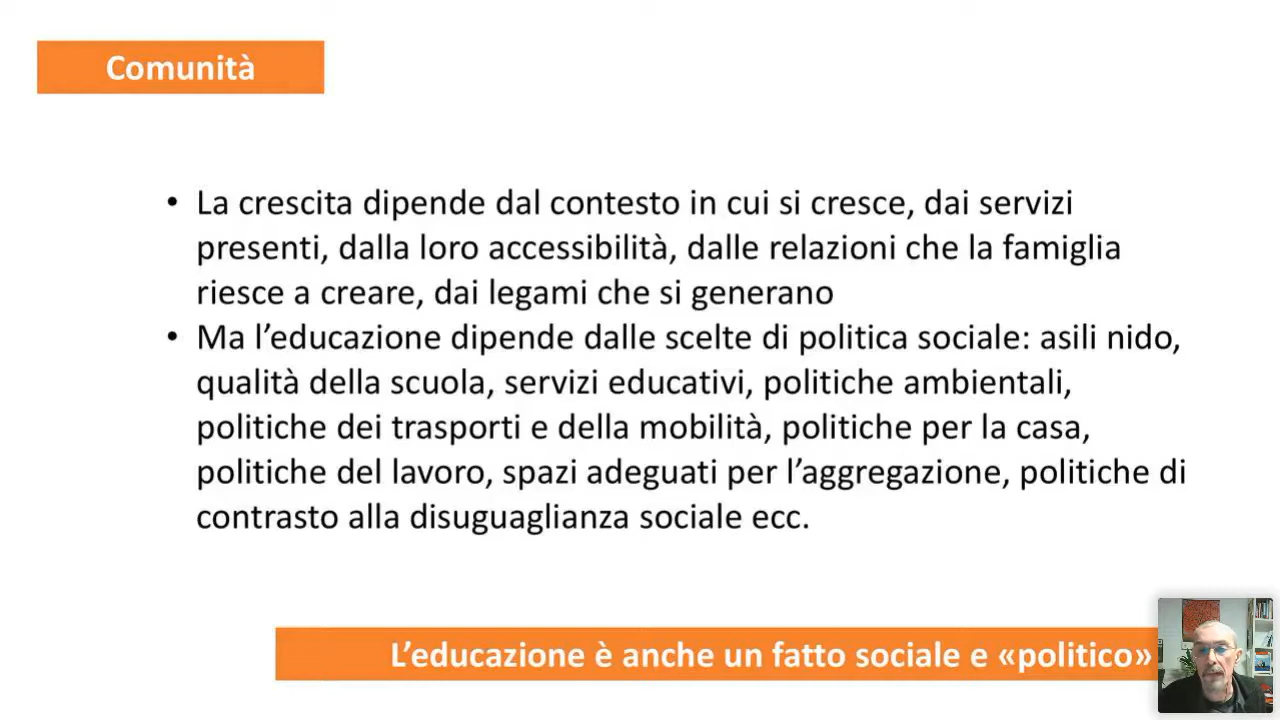 Comunità
• La crescita dipende dal contesto in cui si cresce, dai servizi
presenti, dalla loro accessibilità, dalle relazioni che la famiglia
riesce a creare, dai legami che si generano
• Ma l’educazione dipende dalle scelte di politica sociale: asili nido,
qualità della scuola, servizi educativi, politiche ambientali,
politiche dei trasporti e della mobilità, politiche per la casa,
politiche del lavoro, spazi adeguati per l’aggregazione, politiche di
contrasto alla disuguaglianza sociale ecc.
L’educazione è anche un fatto sociale e «politico»